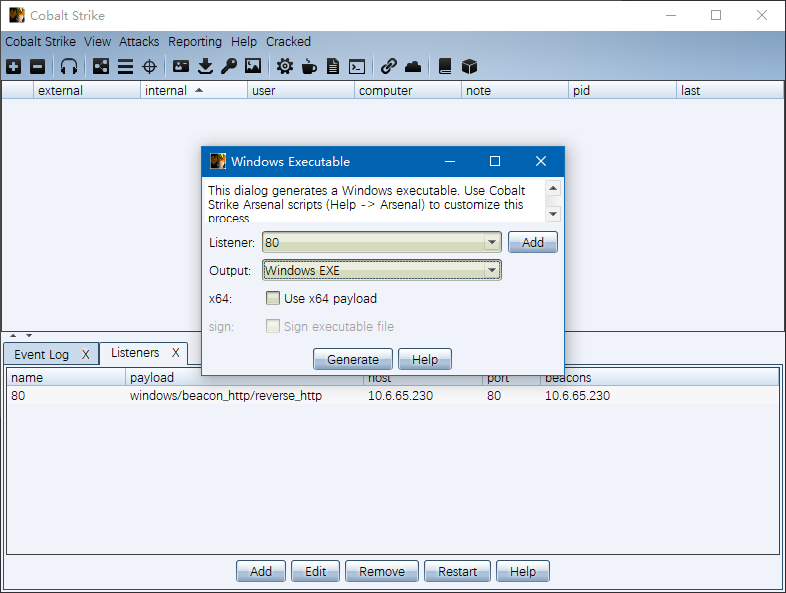 Cobalt Strike
Cobalt Strike View Attacks Reporting Help Cracked
external internal user computer note pid last
Windows Executable
This dialog generates a Windows executable. Use Cobalt
Strike Arsenal scripts (Help -> Arsenal) to customize this
process
Listener: 80 Add
Output: Windows EXE
x64: Use x64 payload
sign: Sign executable file
Generate Help
Event Log X Listeners X
name payload host port beacons
80 windows/beacon_http/reverse_http 10.6.65.230 80 10.6.65.230
Add Edit Remove Restart Help